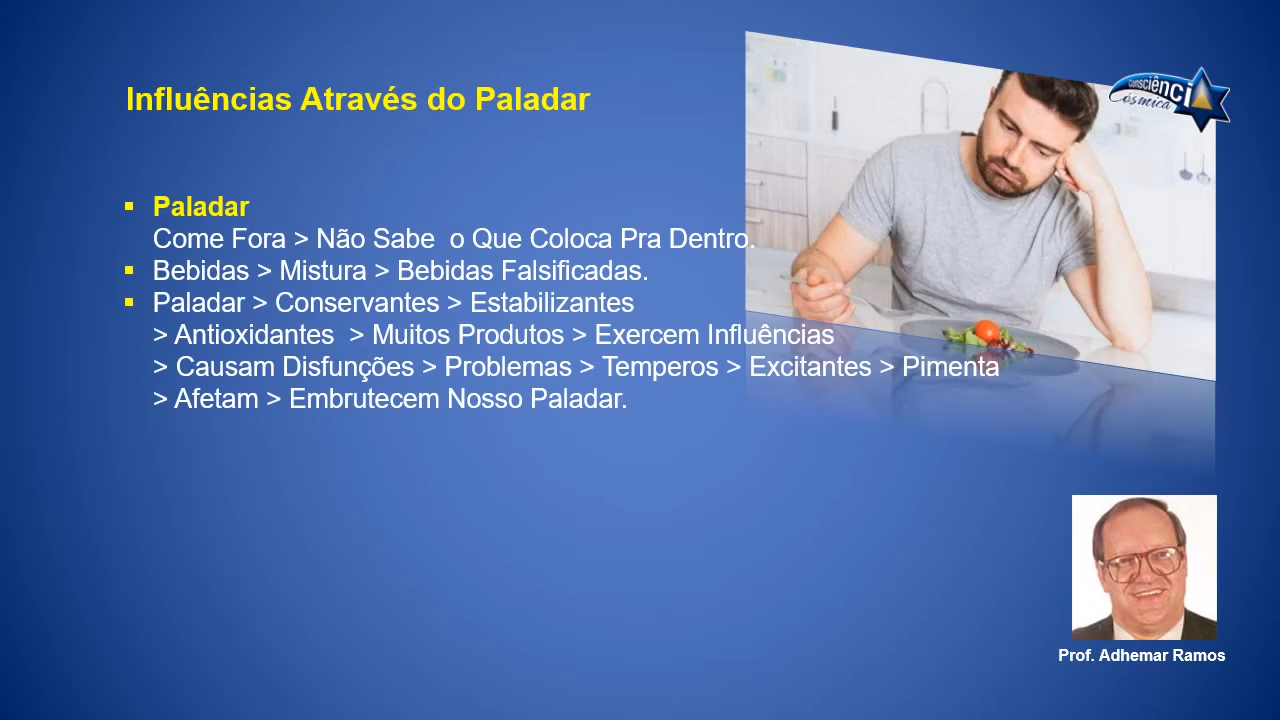 Influências Através do Paladar
consciÊnciA
Cósmica
Paladar
Come Fora > Não Sabe  o Que Coloca Pra Dentro.
Bebidas > Mistura > Bebidas Falsificadas.
Paladar > Conservantes > Estabilizantes
> Antioxidantes  > Muitos Produtos > Exercem Influências
> Causam Disfunções > Problemas > Temperos > Excitantes > Pimenta
> Afetam > Embrutecem Nosso Paladar.
Prof. Adhemar Ramos